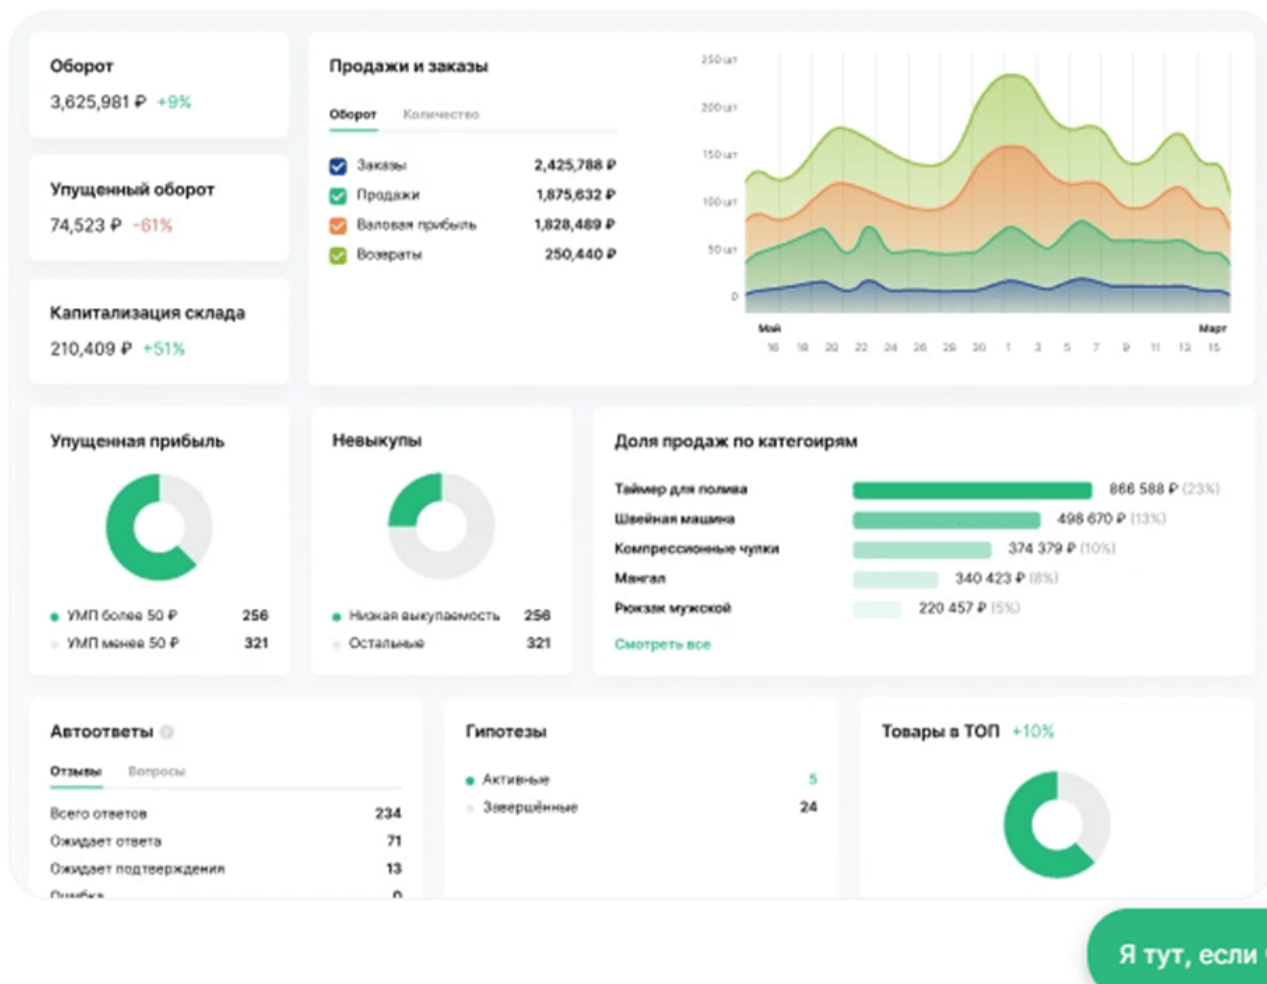 Оборот
3,625,981 ₽ +9%
Упущенный оборот
74,523 ₽ -61%
Капитализация склада
210,409 ₽ +51%
Продажи и заказы
Оборот Количество
Заказы 2,425,788 ₽
Продажи 1,875,632 ₽
Валовая прибыль 1,828,489 ₽
Возвраты 250,440 ₽
250 шт
200 шт
150 шт
100 шт
50 шт
0
Май Март
16 18 20 22 24 26 28 30 1 3 5 7 9 11 13 15
Упущенная прибыль
УМП более 50 ₽ 256
УМП менее 50 ₽ 321
Невыкупы
Низкая выкупаемость 256
Остальные 321
Доля продаж по категоирям
Таймер для полива 866 588 ₽ (23%)
Швейная машина 498 670 ₽ (13%)
Компрессионные чулки 374 379 ₽ (10%)
Мангал 340 423 ₽ (8%)
Рюкзак мужской 220 457 ₽ (5%)
Смотреть все
Автоответы
Отзывы Вопросы
Всего ответов 234
Ожидает ответа 71
Ожидает подтверждения 13
Ошибка 0
Гипотезы
Активные 5
Завершённые 24
Товары в ТОП +10%
Я тут, если